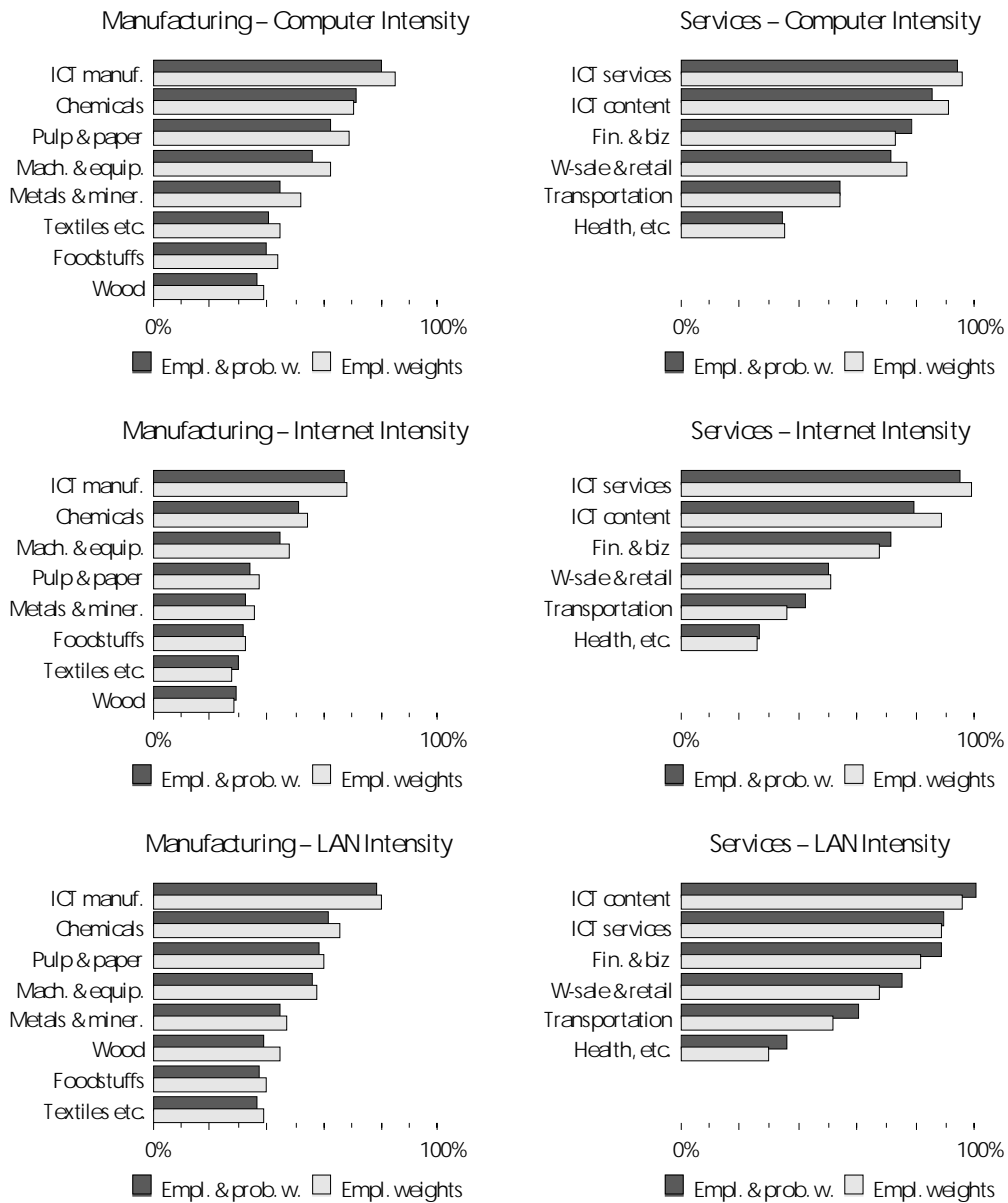 Manufacturing – Computer Intensity
ICT manuf.
Chemicals
Pulp & paper
Mach. & equip.
Metals & miner.
Textiles etc.
Foodstuffs
Wood
0% 100%
Empl. & prob. w. Empl. weights
Services – Computer Intensity
ICT services
ICT content
Fin. & biz
W-sale & retail
Transportation
Health, etc.
0% 100%
Empl. & prob. w. Empl. weights
Manufacturing – Internet Intensity
ICT manuf.
Chemicals
Mach. & equip.
Pulp & paper
Metals & miner.
Foodstuffs
Textiles etc.
Wood
0% 100%
Empl. & prob. w. Empl. weights
Services – Internet Intensity
ICT services
ICT content
Fin. & biz
W-sale & retail
Transportation
Health, etc.
0% 100%
Empl. & prob. w. Empl. weights
Manufacturing – LAN Intensity
ICT manuf.
Chemicals
Pulp & paper
Mach. & equip.
Metals & miner.
Wood
Foodstuffs
Textiles etc.
0% 100%
Empl. & prob. w. Empl. weights
Services – LAN Intensity
ICT content
ICT services
Fin. & biz
W-sale & retail
Transportation
Health, etc.
0% 100%
Empl. & prob. w. Empl. weights